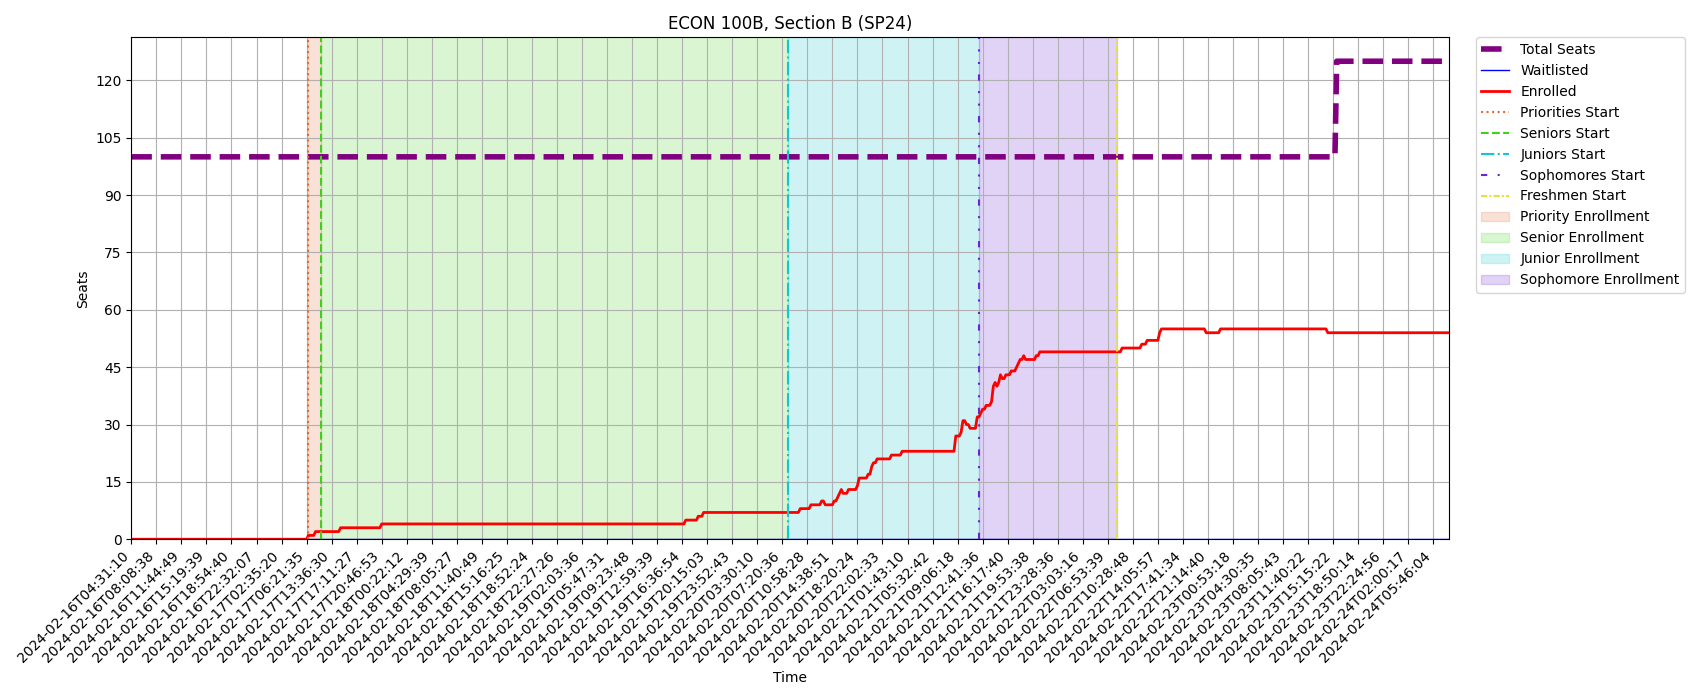 ECON 100B, Section B (SP24)
Seats
120
105
90
75
60
45
30
15
0
2024-02-16T04:31:10
2024-02-16T08:08:38
2024-02-16T11:44:49
2024-02-16T15:19:39
2024-02-16T18:54:40
2024-02-16T22:32:07
2024-02-17T02:35:20
2024-02-17T06:21:35
2024-02-17T13:36:30
2024-02-17T17:11:27
2024-02-17T20:46:53
2024-02-18T00:22:12
2024-02-18T04:29:39
2024-02-18T08:05:27
2024-02-18T11:40:49
2024-02-18T15:16:25
2024-02-18T18:52:24
2024-02-18T22:27:26
2024-02-19T02:03:36
2024-02-19T05:47:31
2024-02-19T09:23:48
2024-02-19T12:59:39
2024-02-19T16:36:54
2024-02-19T20:15:03
2024-02-19T23:52:43
2024-02-20T03:30:10
2024-02-20T07:20:36
2024-02-20T10:58:28
2024-02-20T14:38:51
2024-02-20T18:20:24
2024-02-20T22:02:33
2024-02-21T01:43:10
2024-02-21T05:32:42
2024-02-21T09:06:18
2024-02-21T12:41:36
2024-02-21T16:17:40
2024-02-21T19:53:38
2024-02-21T23:28:36
2024-02-22T03:03:16
2024-02-22T06:53:39
2024-02-22T10:28:48
2024-02-22T14:05:57
2024-02-22T17:41:34
2024-02-22T21:14:40
2024-02-23T00:53:18
2024-02-23T04:30:35
2024-02-23T08:05:43
2024-02-23T11:40:22
2024-02-23T15:15:22
2024-02-23T18:50:14
2024-02-23T22:24:56
2024-02-24T02:00:17
2024-02-24T05:46:04
Time
Total Seats
Waitlisted
Enrolled
Priorities Start
Seniors Start
Juniors Start
Sophomores Start
Freshmen Start
Priority Enrollment
Senior Enrollment
Junior Enrollment
Sophomore Enrollment